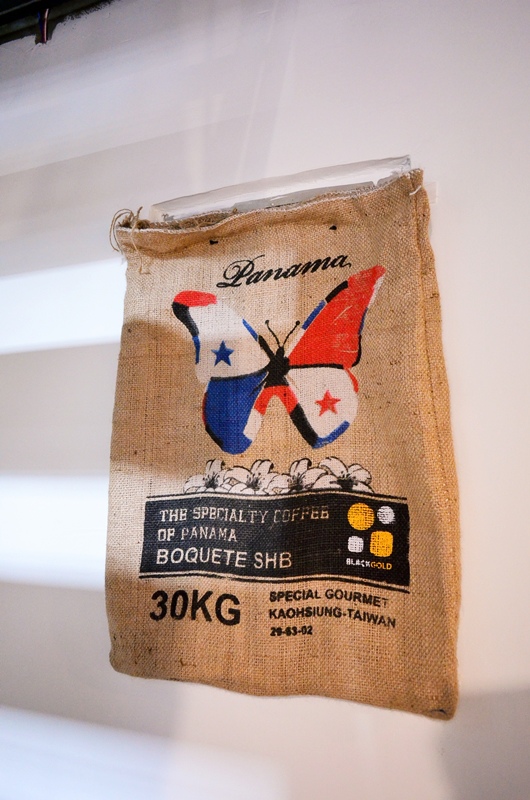 Panama
THE SPECIALTY COFFEE
OF PANAMA
BOQUETE SHB
BLACKGOLD
30KG
SPECIAL GOURMET
KAOHSIUNG-TAIWAN
29-63-02